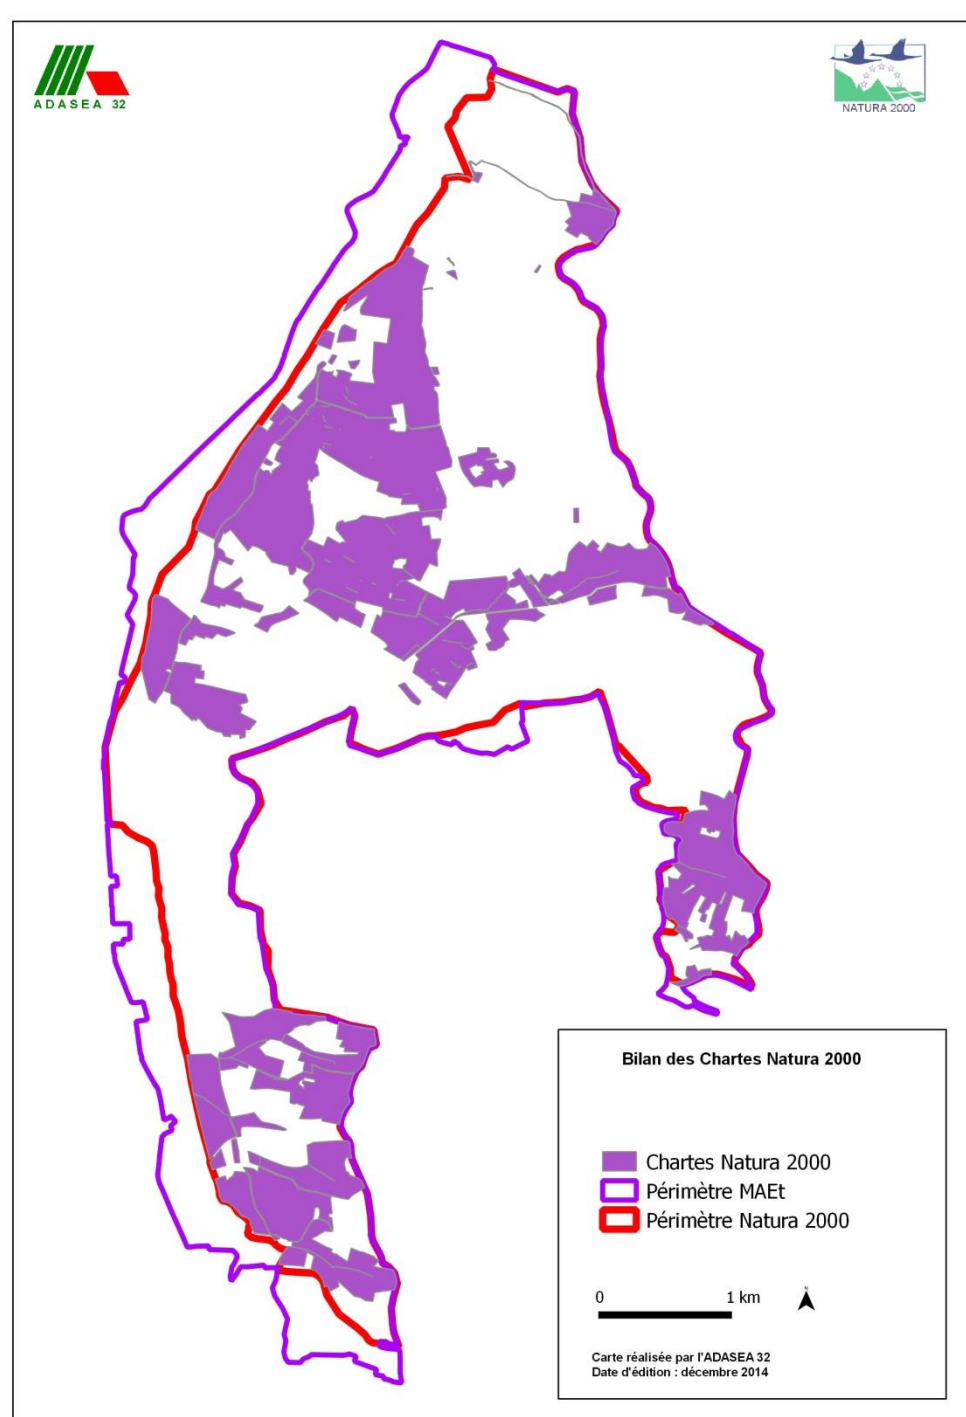 ADASEA 32
NATURA 2000
Bilan des Chartes Natura 2000
Chartes Natura 2000
Périmètre MAEt
Périmètre Natura 2000
0 1 km
N
Carte réalisée par l'ADASEA 32
Date d'édition : décembre 2014